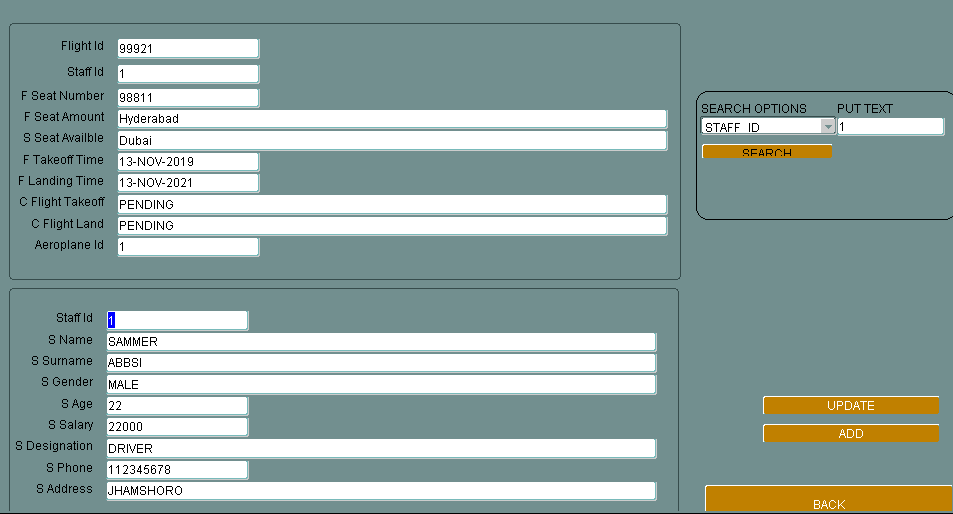 Flight Id 99921
Staff Id 1
F Seat Number 98811
F Seat Amount Hyderabad
S Seat Availble Dubai
F Takeoff Time 13-NOV-2019
F Landing Time 13-NOV-2021
C Flight Takeoff PENDING
C Flight Land PENDING
Aeroplane Id 1
SEARCH OPTIONS PUT TEXT
STAFF_ID 1
SEARCH
Staff Id 1
S Name SAMMER
S Surname ABBSI
S Gender MALE
S Age 22
S Salary 22000
S Designation DRIVER
S Phone 112345678
S Address JHAMSHORO
UPDATE
ADD
BACK